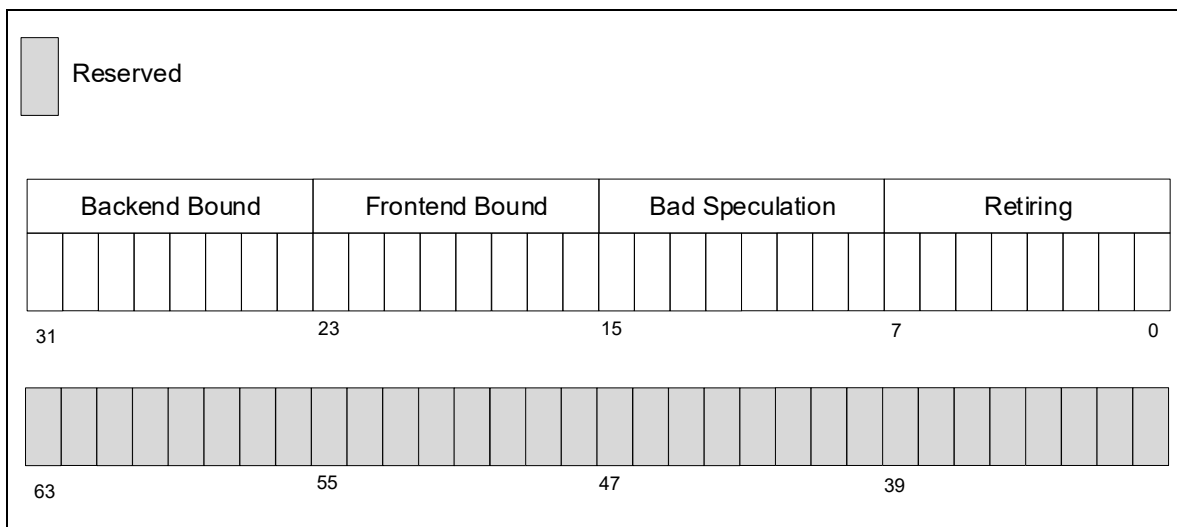 Reserved
Backend Bound Frontend Bound Bad Speculation Retiring
31 23 15 7 0
63 55 47 39